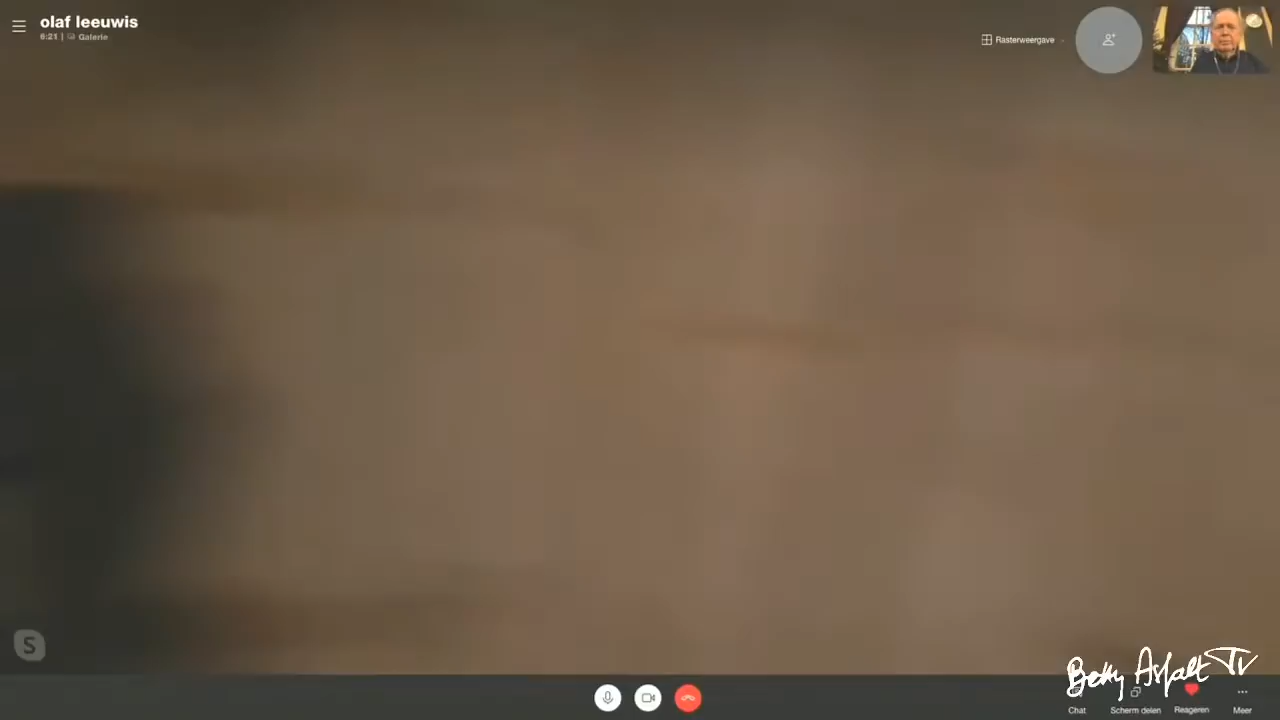 olaf leeuwis
6:21 | Galerie
Rasterweergave
S
Betty Asfalt TV
Chat
Scherm delen
Reageren
Meer